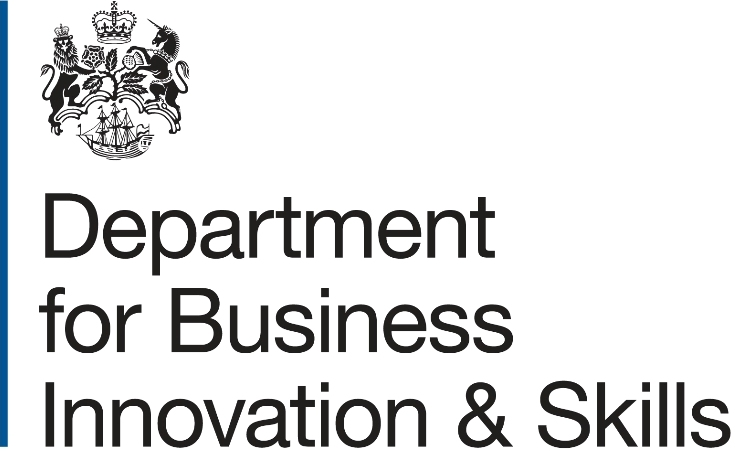 Department
for Business
Innovation & Skills